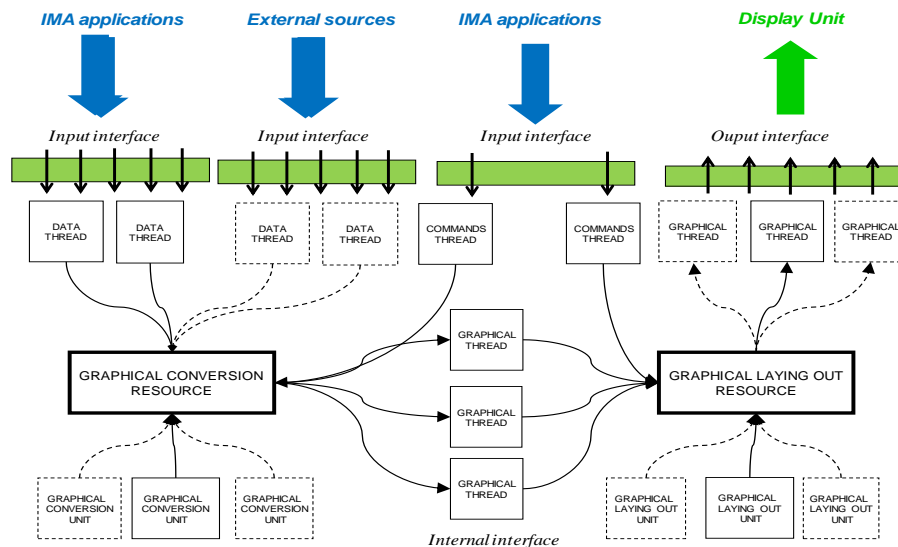 IMA applications
External sources
IMA applications
Display Unit
Input interface
Input interface
Input interface
Ouput interface
DATA
THREAD
DATA
THREAD
DATA
THREAD
DATA
THREAD
COMMANDS
THREAD
COMMANDS
THREAD
GRAPHICAL
THREAD
GRAPHICAL
THREAD
GRAPHICAL
THREAD
GRAPHICAL
THREAD
GRAPHICAL CONVERSION
RESOURCE
GRAPHICAL
THREAD
GRAPHICAL LAYING OUT
RESOURCE
GRAPHICAL
THREAD
GRAPHICAL
CONVERSION
UNIT
GRAPHICAL
CONVERSION
UNIT
GRAPHICAL
CONVERSION
UNIT
GRAPHICAL
LAYING OUT
UNIT
GRAPHICAL
LAYING OUT
UNIT
GRAPHICAL
LAYING OUT
UNIT
Internal interface